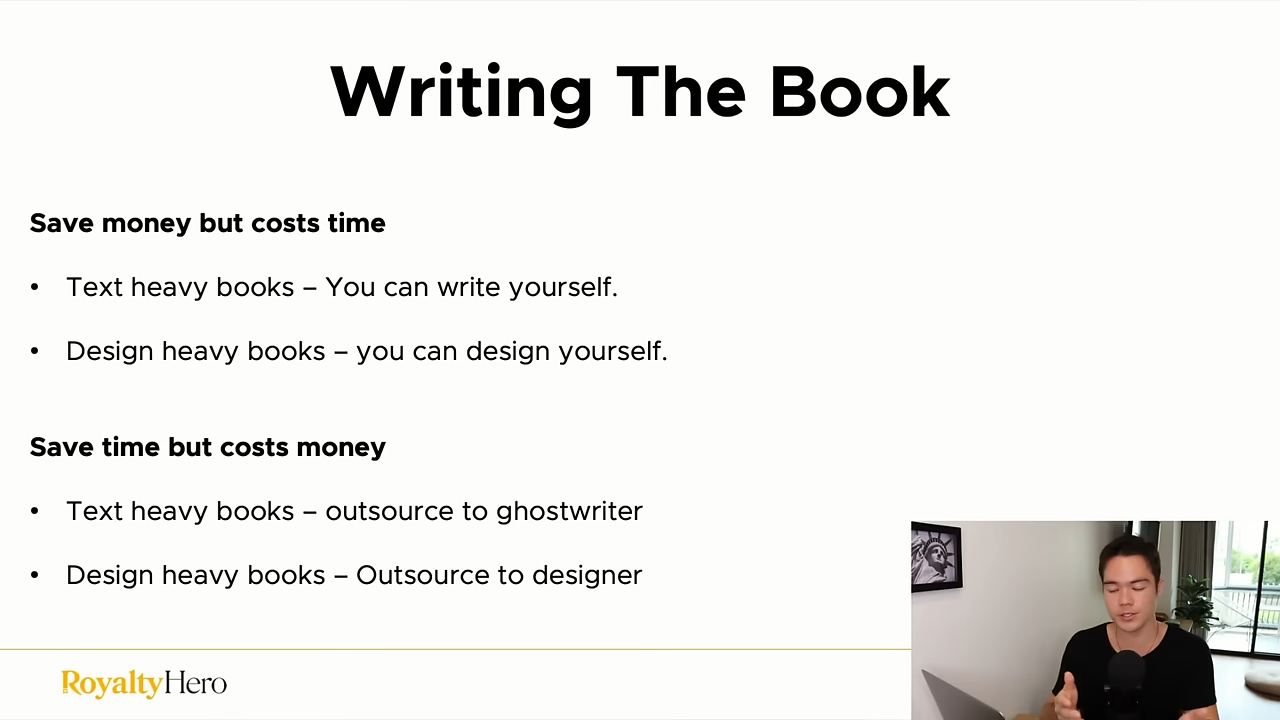 Writing The Book
Save money but costs time
• Text heavy books – You can write yourself.
• Design heavy books – you can design yourself.
Save time but costs money
• Text heavy books – outsource to ghostwriter
• Design heavy books – Outsource to designer
RoyaltyHero